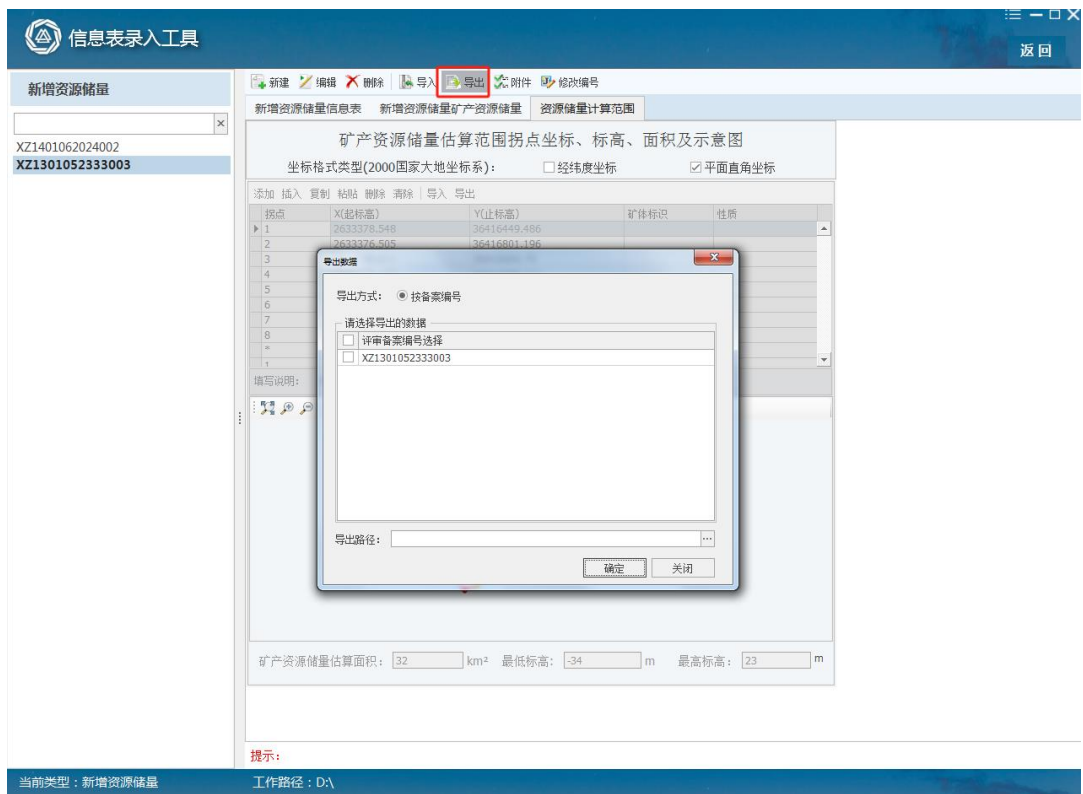 信息表录入工具
返回
新增资源储量
新建 编辑 删除 导入 导出 附件 修改编号
新增资源储量信息表 新增资源储量矿产资源储量 资源储量计算范围
XZ1401062024002
XZ1301052333003
矿产资源储量估算范围拐点坐标、标高、面积及示意图
坐标格式类型(2000国家大地坐标系): 经纬度坐标 平面直角坐标
添加 插入 复制 粘贴 删除 清除 导入 导出
拐点 X(起标高) Y(止标高) 矿体标识 性质
1 2633378.548 36416449.486
2 2633376.505 36416801.196
3
4
5
6
7
8
*
1
填写说明:
导出数据
导出方式: 按备案编号
请选择导出的数据
评审备案编号选择
XZ1301052333003
导出路径:
确定 关闭
矿产资源储量估算面积: 32 km² 最低标高: -34 m 最高标高: 23 m
提示:
当前类型:新增资源储量 工作路径:D:\